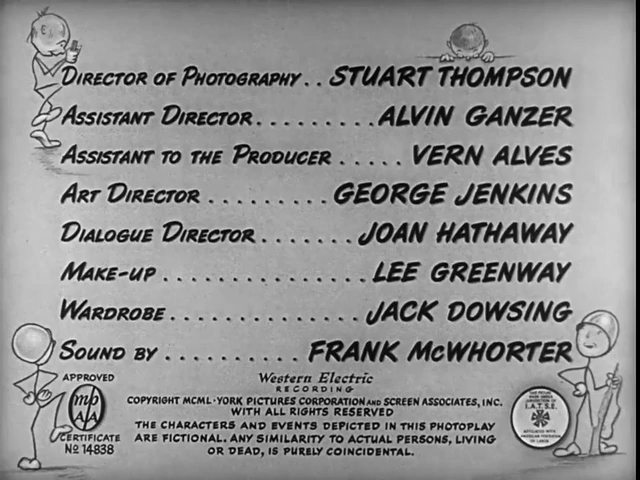 DIRECTOR OF PHOTOGRAPHY . . STUART THOMPSON
ASSISTANT DIRECTOR . . . . . . . . . ALVIN GANZER
ASSISTANT TO THE PRODUCER . . . . . VERN ALVES
ART DIRECTOR . . . . . . . . . GEORGE JENKINS
DIALOGUE DIRECTOR . . . . . . . JOAN HATHAWAY
MAKE-UP . . . . . . . . . . . . . . . LEE GREENWAY
WARDROBE . . . . . . . . . . . . . . JACK DOWSING
SOUND BY . . . . . . . . . FRANK McWHORTER
APPROVED
MPAA
CERTIFICATE
No 14838
Western Electric
RECORDING
COPYRIGHT MCML · YORK PICTURES CORPORATION AND SCREEN ASSOCIATES, INC.
WITH ALL RIGHTS RESERVED
THE CHARACTERS AND EVENTS DEPICTED IN THIS PHOTOPLAY
ARE FICTIONAL. ANY SIMILARITY TO ACTUAL PERSONS, LIVING
OR DEAD, IS PURELY COINCIDENTAL.
I.A.T.S.E.